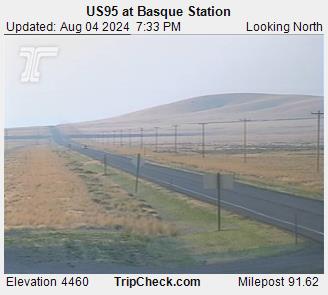 US95 at Basque Station
Updated: Aug 04 2024 7:33 PM Looking North
Elevation 4460 TripCheck.com Milepost 91.62